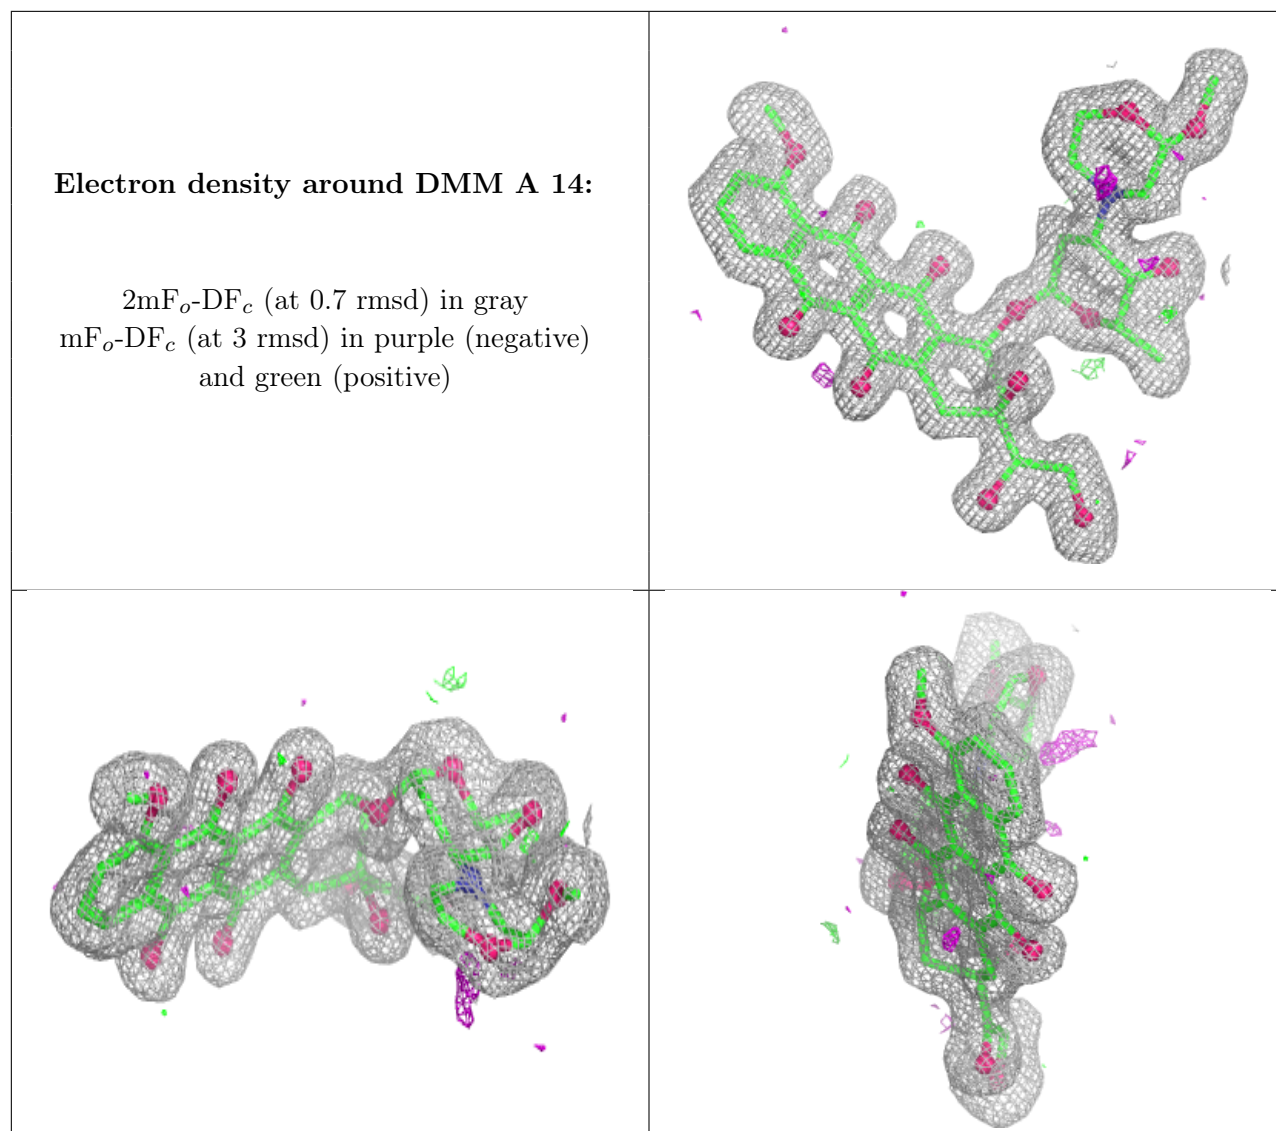 Electron density around DMM A 14:
2mFo-DFc (at 0.7 rmsd) in gray
mFo-DFc (at 3 rmsd) in purple (negative)
and green (positive)